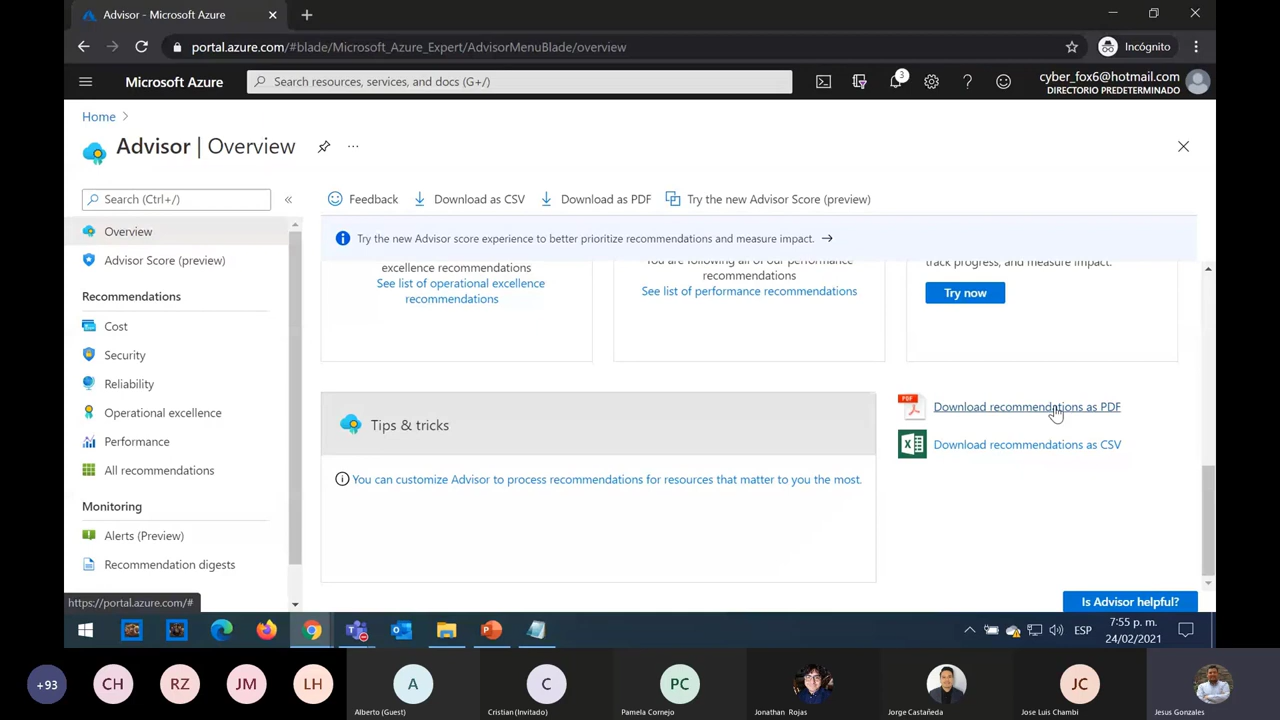 Advisor - Microsoft Azure
portal.azure.com/#blade/Microsoft_Azure_Expert/AdvisorMenuBlade/overview
Incógnito
Microsoft Azure
Search resources, services, and docs (G+/)
3
cyber_fox6@hotmail.com
DIRECTORIO PREDETERMINADO
Home
Advisor | Overview
Search (Ctrl+/)
Feedback
Download as CSV
Download as PDF
Try the new Advisor Score (preview)
Try the new Advisor score experience to better prioritize recommendations and measure impact.
Overview
Advisor Score (preview)
Recommendations
Cost
Security
Reliability
Operational excellence
Performance
All recommendations
Monitoring
Alerts (Preview)
Recommendation digests
excellence recommendations
See list of operational excellence
recommendations
You are following all of our performance
recommendations
See list of performance recommendations
track progress, and measure impact.
Try now
Tips & tricks
You can customize Advisor to process recommendations for resources that matter to you the most.
PDF
Download recommendations as PDF
Download recommendations as CSV
https://portal.azure.com/#
Is Advisor helpful?
ESP
7:55 p. m.
24/02/2021
+93
CH
RZ
JM
LH
A
C
PC
JC
Alberto (Guest)
Cristian (Invitado)
Pamela Cornejo
Jonathan Rojas
Jorge Castañeda
Jose Luis Chambi
Jesus Gonzales